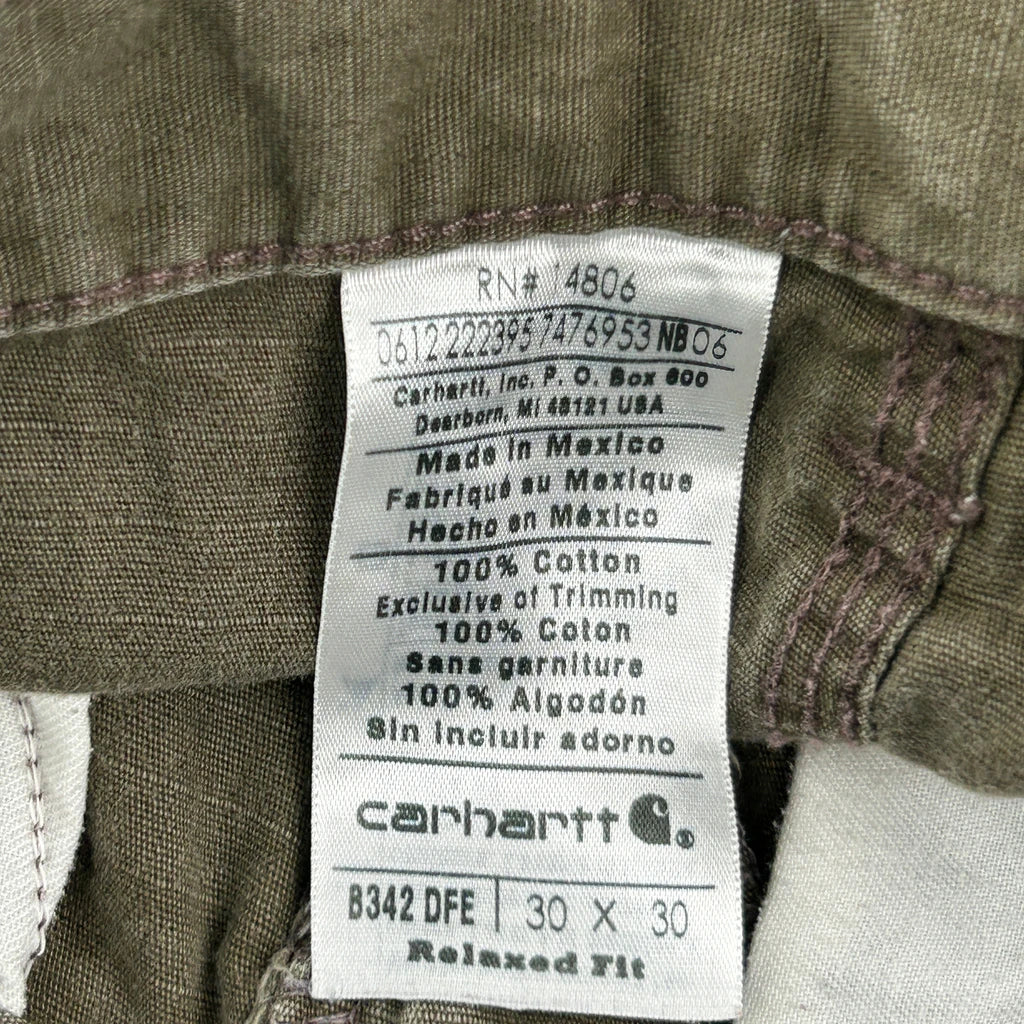 RN# 14806
0612 222395 7476953 NB 06
Carhartt, Inc. P. O. Box 600
Dearborn, MI 48121 USA
Made in Mexico
Fabriqué au Mexique
Hecho en México
100% Cotton
Exclusive of Trimming
100% Coton
Sans garniture
100% Algodón
Sin incluir adorno
carhartt ®
B342 DFE | 30 X 30
Relaxed Fit